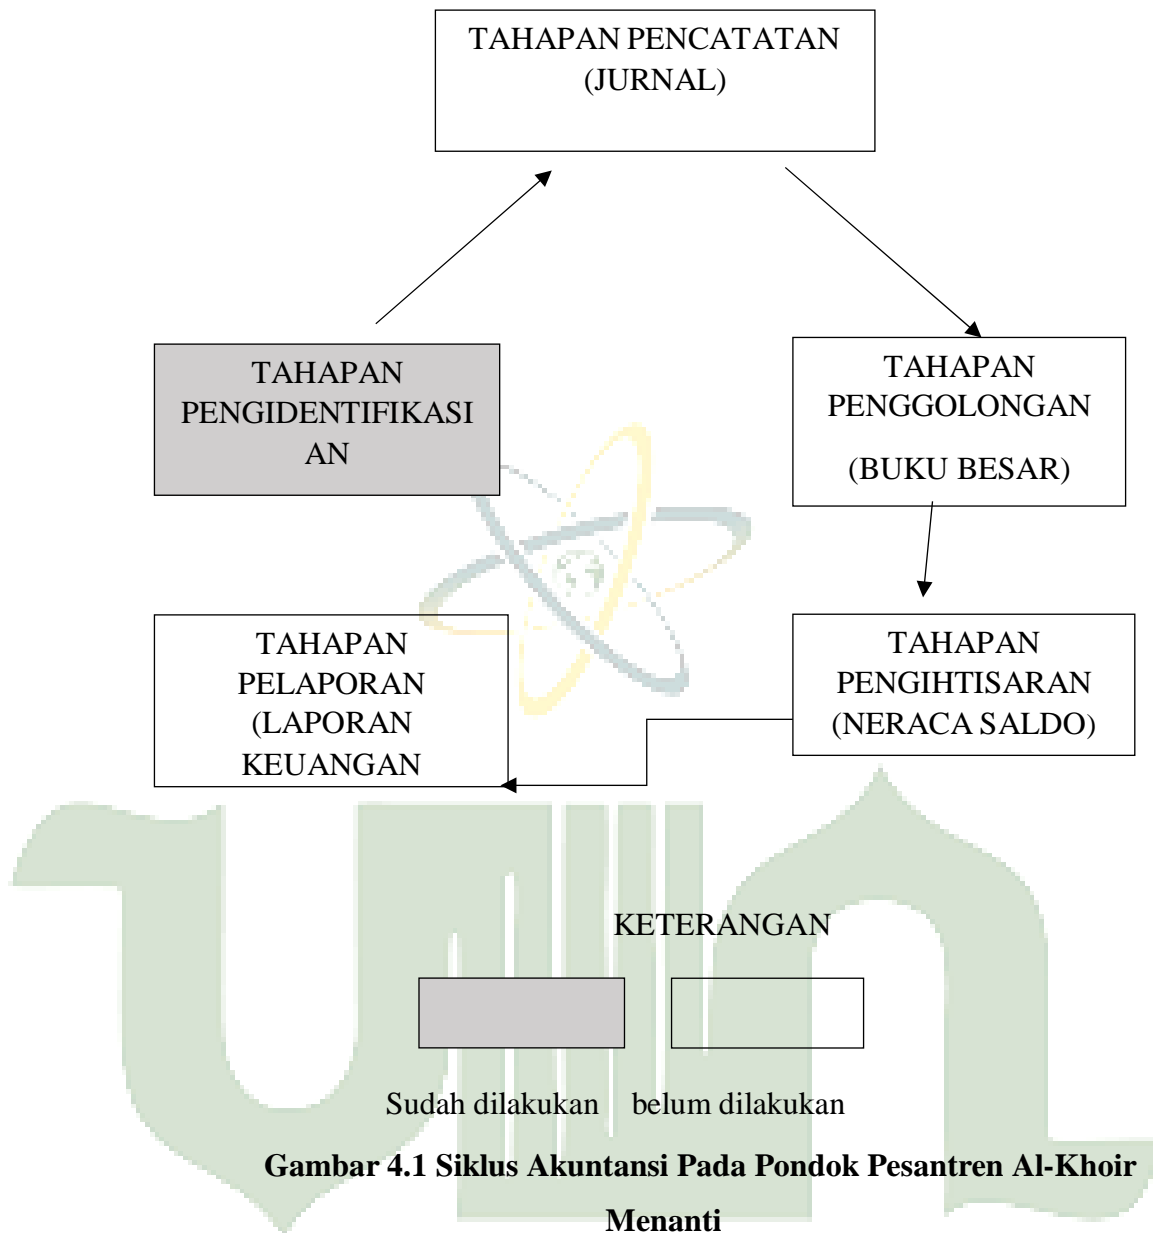 TAHAPAN PENCATATAN
(JURNAL)
TAHAPAN
PENGIDENTIFIKASI
AN
TAHAPAN
PENGGOLONGAN
(BUKU BESAR)
TAHAPAN
PELAPORAN
(LAPORAN
KEUANGAN
TAHAPAN
PENGIHTISARAN
(NERACA SALDO)
KETERANGAN
Sudah dilakukan belum dilakukan
Gambar 4.1 Siklus Akuntansi Pada Pondok Pesantren Al-Khoir
Menanti